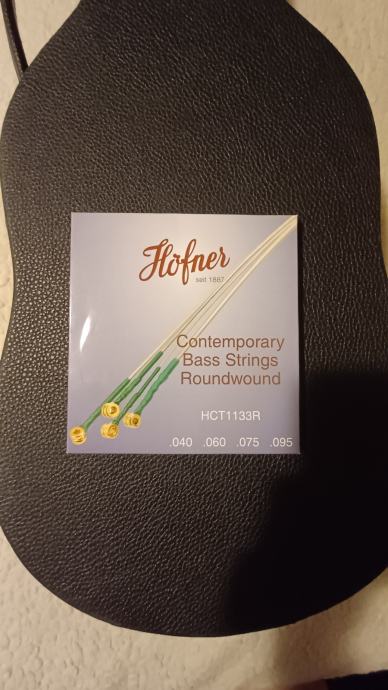 Höfner
seit 1887
Contemporary
Bass Strings
Roundwound
HCT1133R
.040 .060 .075 .095